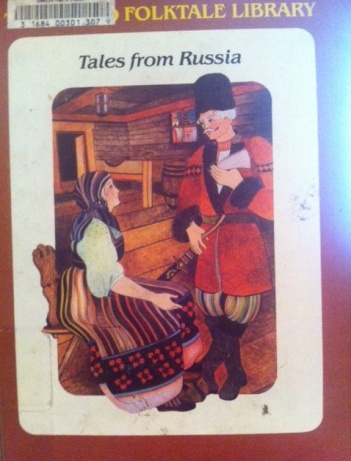 FOLKTALE LIBRARY
3 1684 00301 307
Tales from Russia